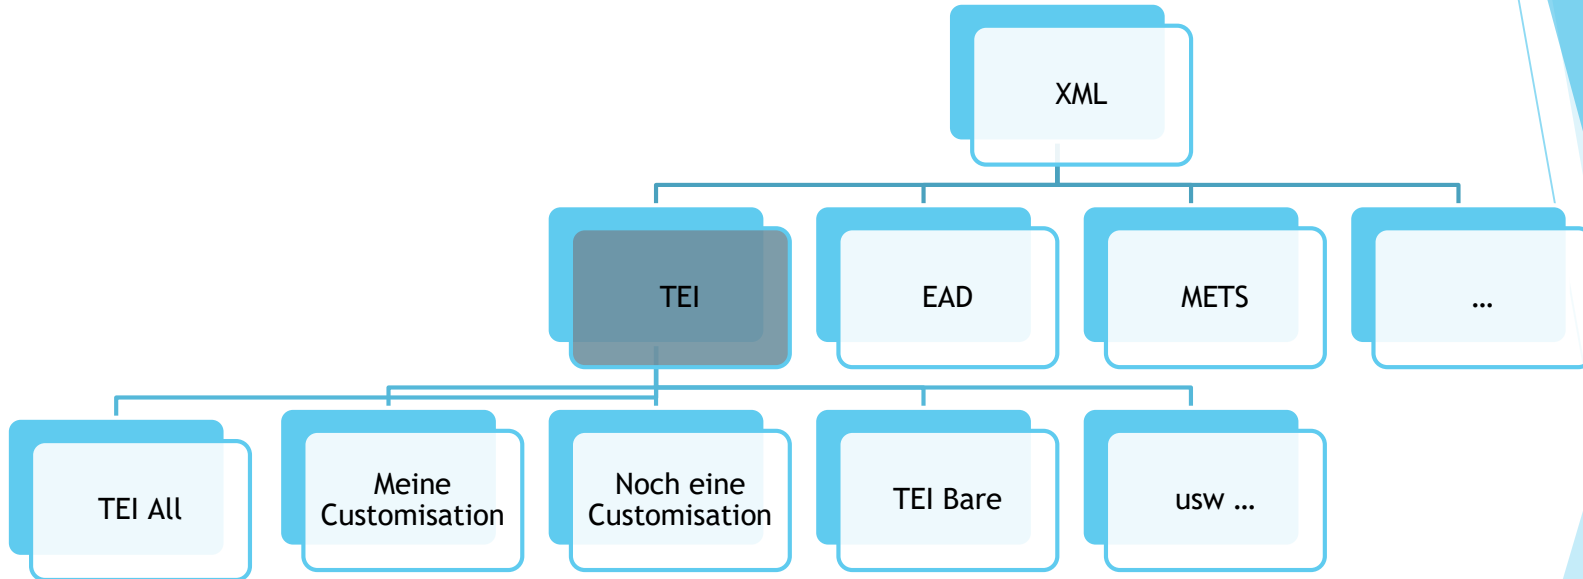 XML
TEI
EAD
METS
…
TEI All
Meine
Customisation
Noch eine
Customisation
TEI Bare
usw …